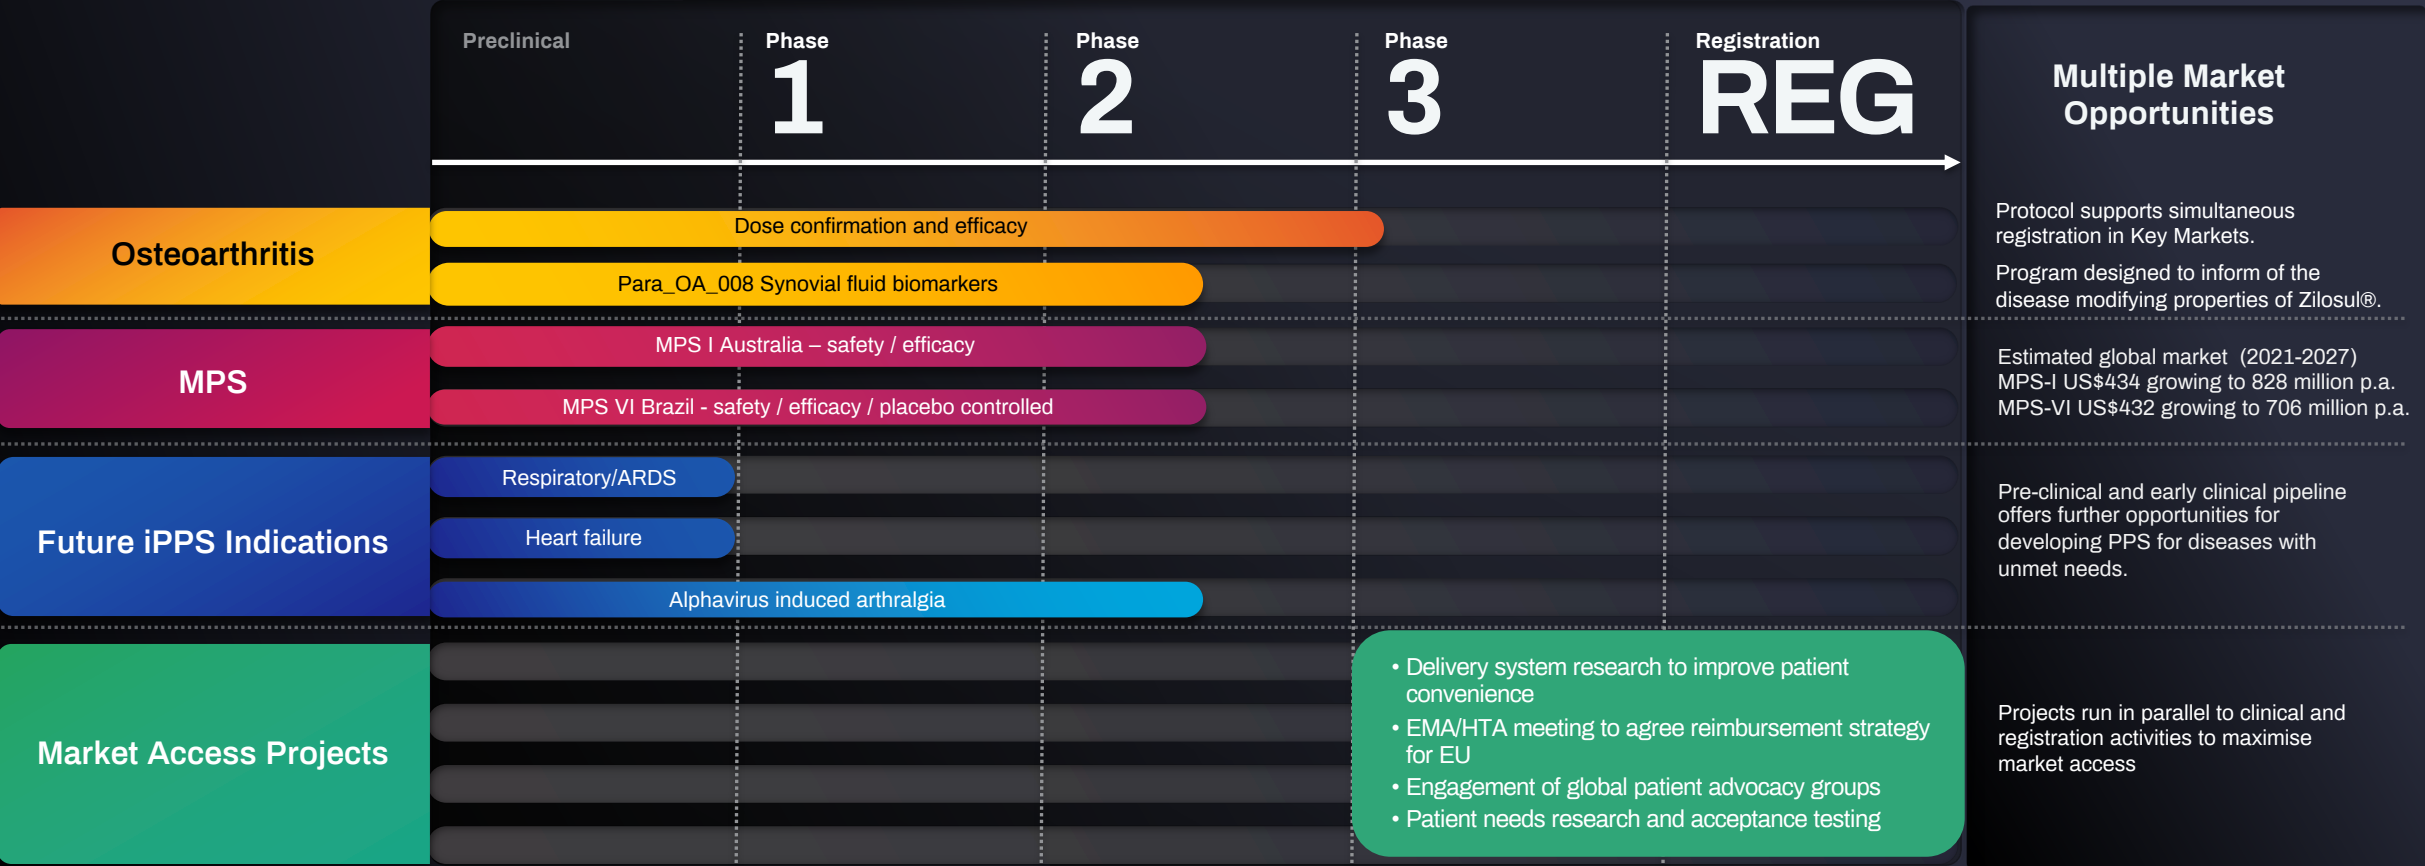 Preclinical
Phase
1
Phase
2
Phase
3
Registration
REG
Multiple Market
Opportunities
Osteoarthritis
Dose confirmation and efficacy
Para_OA_008 Synovial fluid biomarkers
Protocol supports simultaneous
registration in Key Markets.
Program designed to inform of the
disease modifying properties of Zilosul®.
MPS
MPS I Australia – safety / efficacy
MPS VI Brazil - safety / efficacy / placebo controlled
Estimated global market (2021-2027)
MPS-I US$434 growing to 828 million p.a.
MPS-VI US$432 growing to 706 million p.a.
Future iPPS Indications
Respiratory/ARDS
Heart failure
Alphavirus induced arthralgia
Pre-clinical and early clinical pipeline
offers further opportunities for
developing PPS for diseases with
unmet needs.
Market Access Projects
• Delivery system research to improve patient
convenience
• EMA/HTA meeting to agree reimbursement strategy
for EU
• Engagement of global patient advocacy groups
• Patient needs research and acceptance testing
Projects run in parallel to clinical and
registration activities to maximise
market access